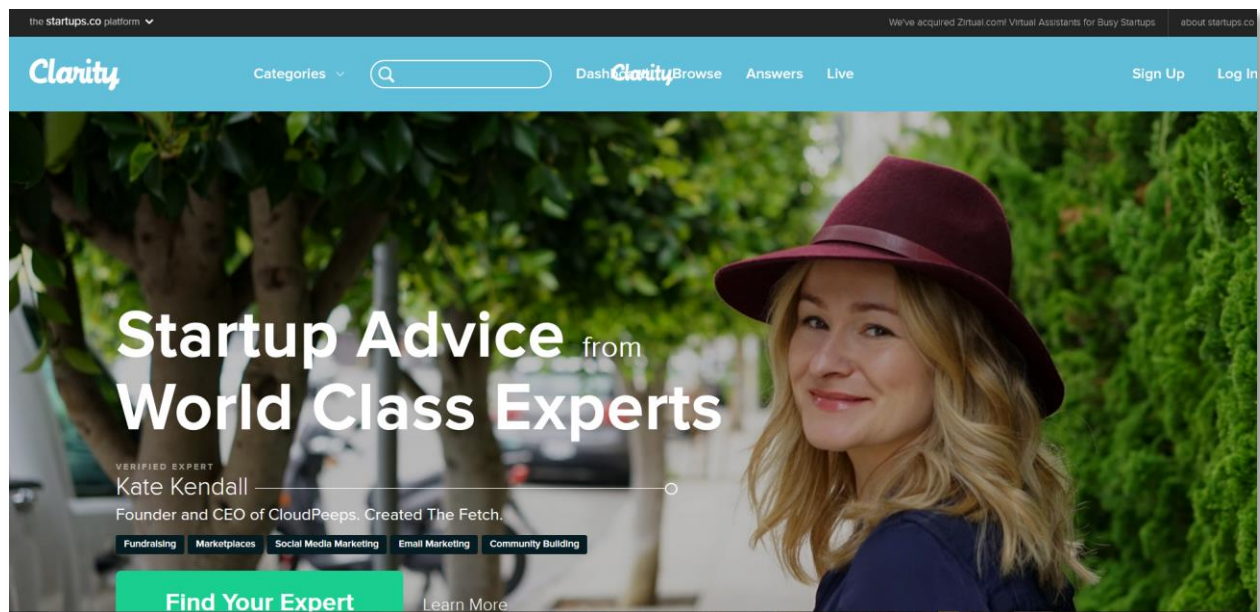 the startups.co platform
We've acquired Zirtual.com! Virtual Assistants for Busy Startups
about startups.co
Clarity
Categories
Dashboard Clarity Browse Answers Live
Sign Up Log In
Startup Advice from
World Class Experts
VERIFIED EXPERT
Kate Kendall
Founder and CEO of CloudPeeps. Created The Fetch.
Fundraising Marketplaces Social Media Marketing Email Marketing Community Building
Find Your Expert Learn More